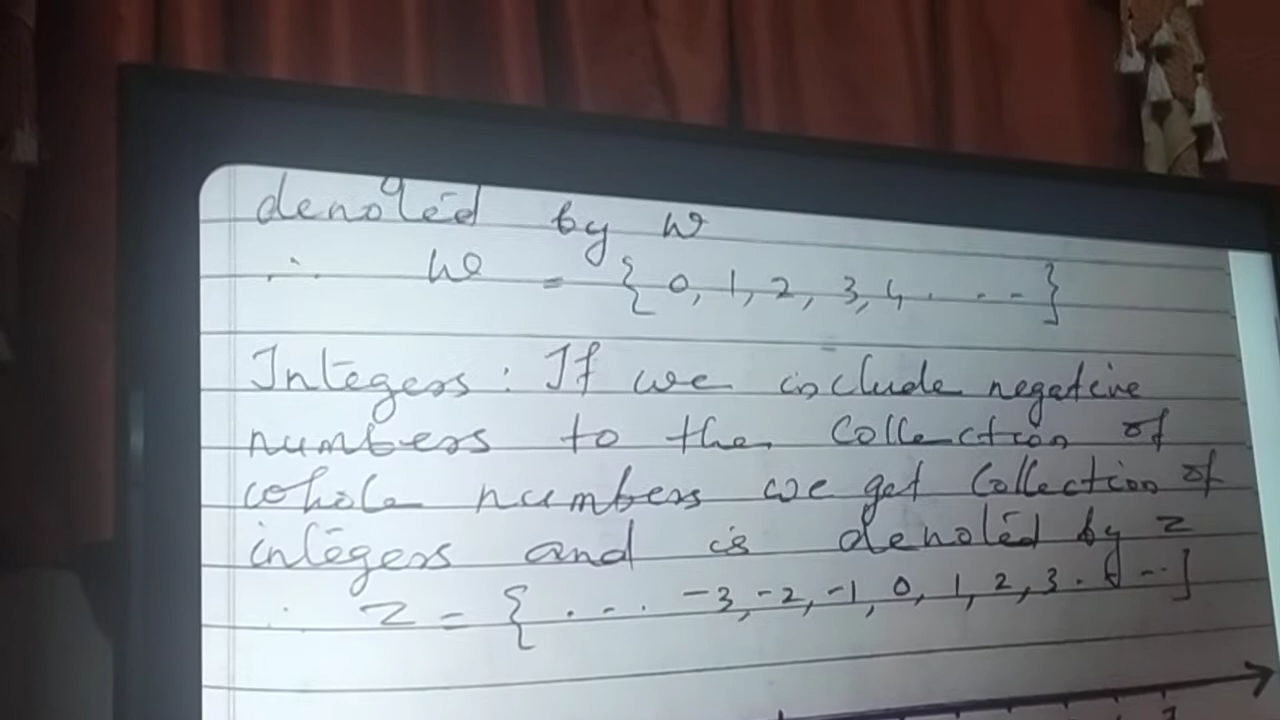 denoted by W
∴ W = { 0, 1, 2, 3, 4 . - - }
Integers : If we include negative
numbers to the collection of
whole numbers we get Collection of
integers and is denoted by Z
∴ Z = { . - . -3, -2, -1, 0, 1, 2, 3 . - .. }